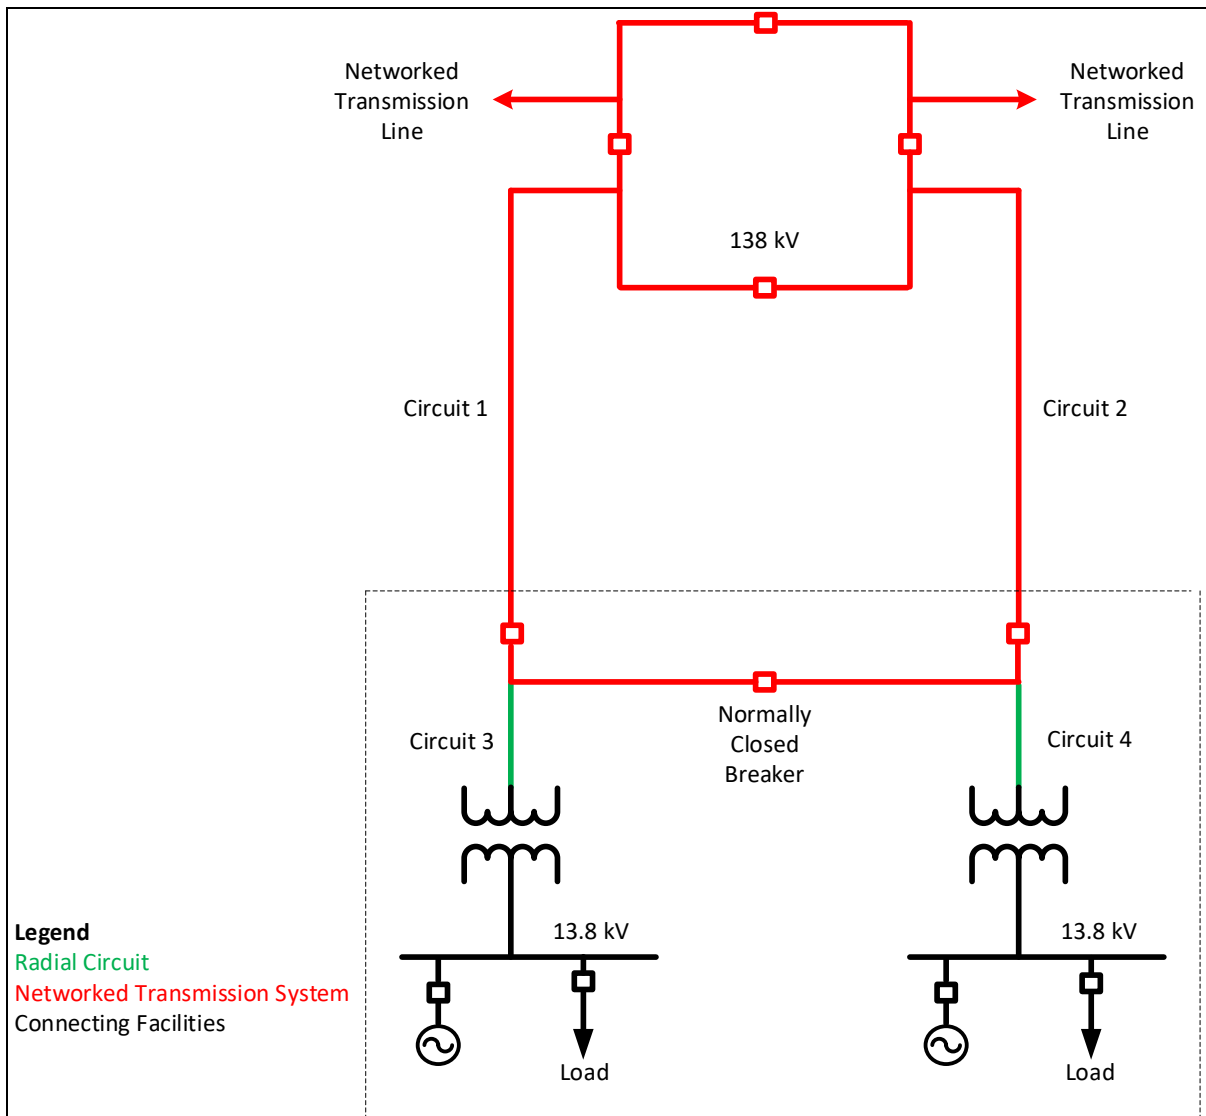 Networked
Transmission
Line
Networked
Transmission
Line
138 kV
Circuit 1
Circuit 2
Normally
Closed
Breaker
Circuit 3
Circuit 4
13.8 kV
13.8 kV
Legend
Radial Circuit
Networked Transmission System
Connecting Facilities
Load
Load